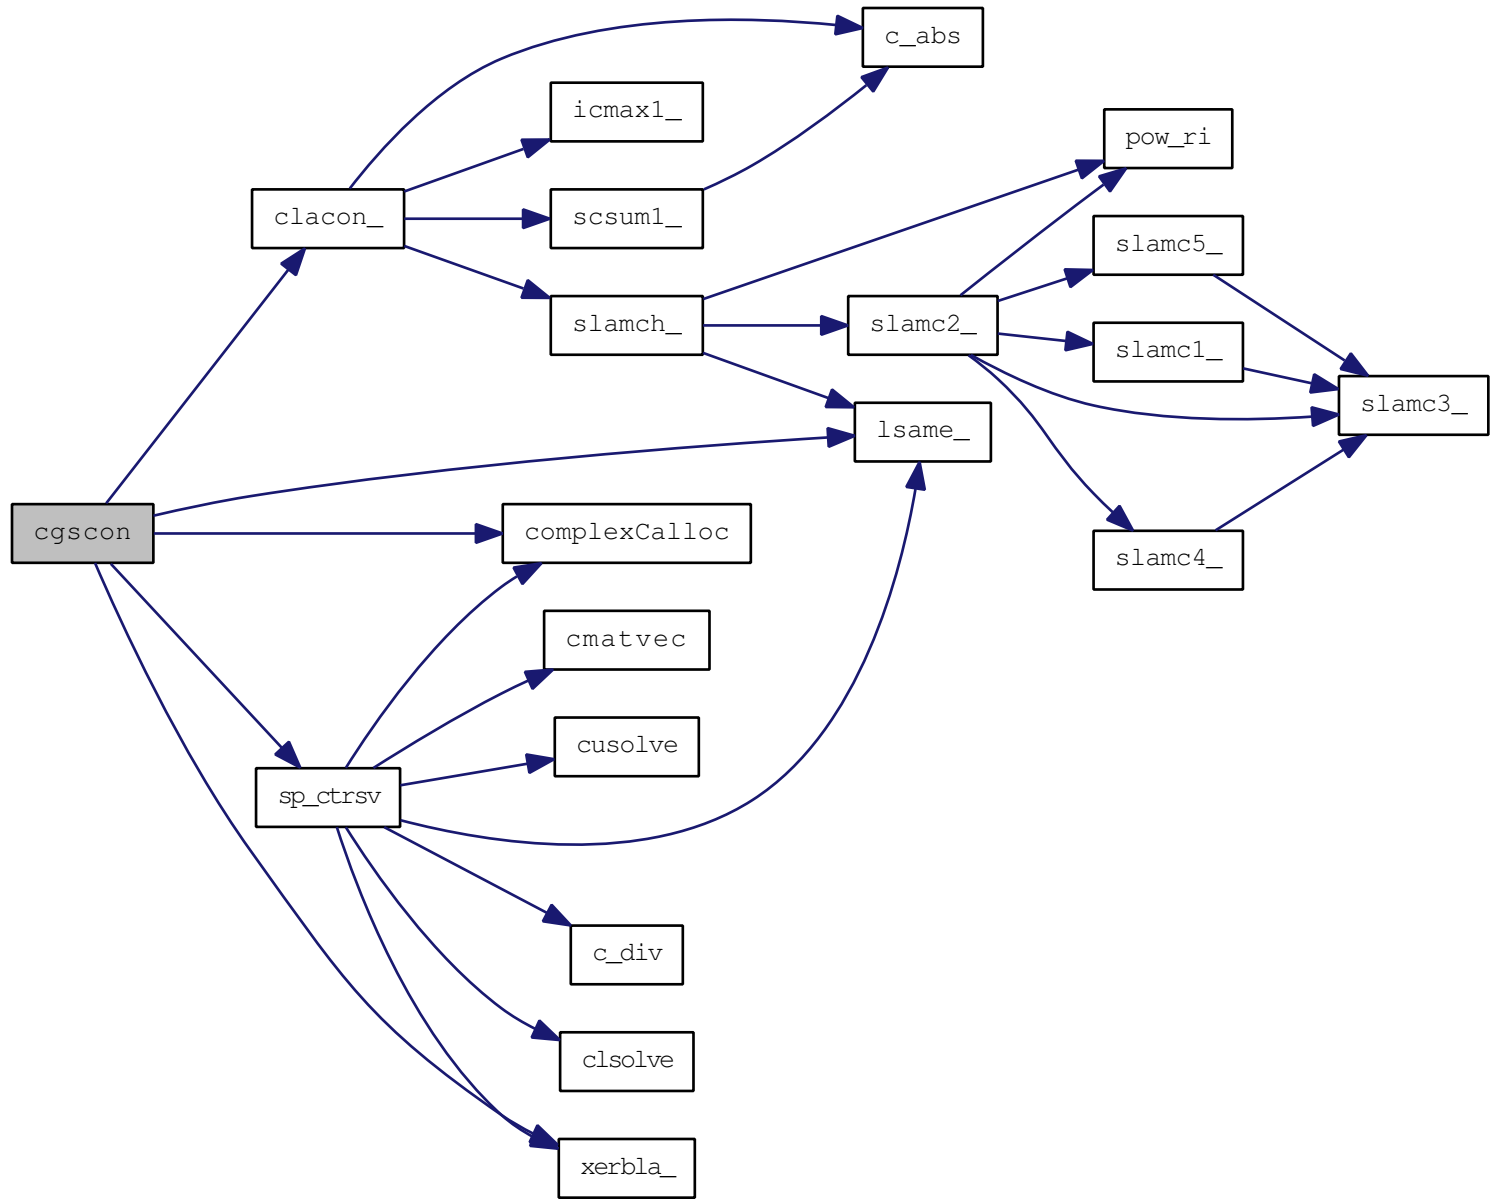 c_abs
icmax1_
pow_ri
clacon_
scsum1_
slamc5_
slamch_
slamc2_
slamc1_
slamc3_
lsame_
cgscon
complexCalloc
slamc4_
cmatvec
cusolve
sp_ctrsv
c_div
clsolve
xerbla_